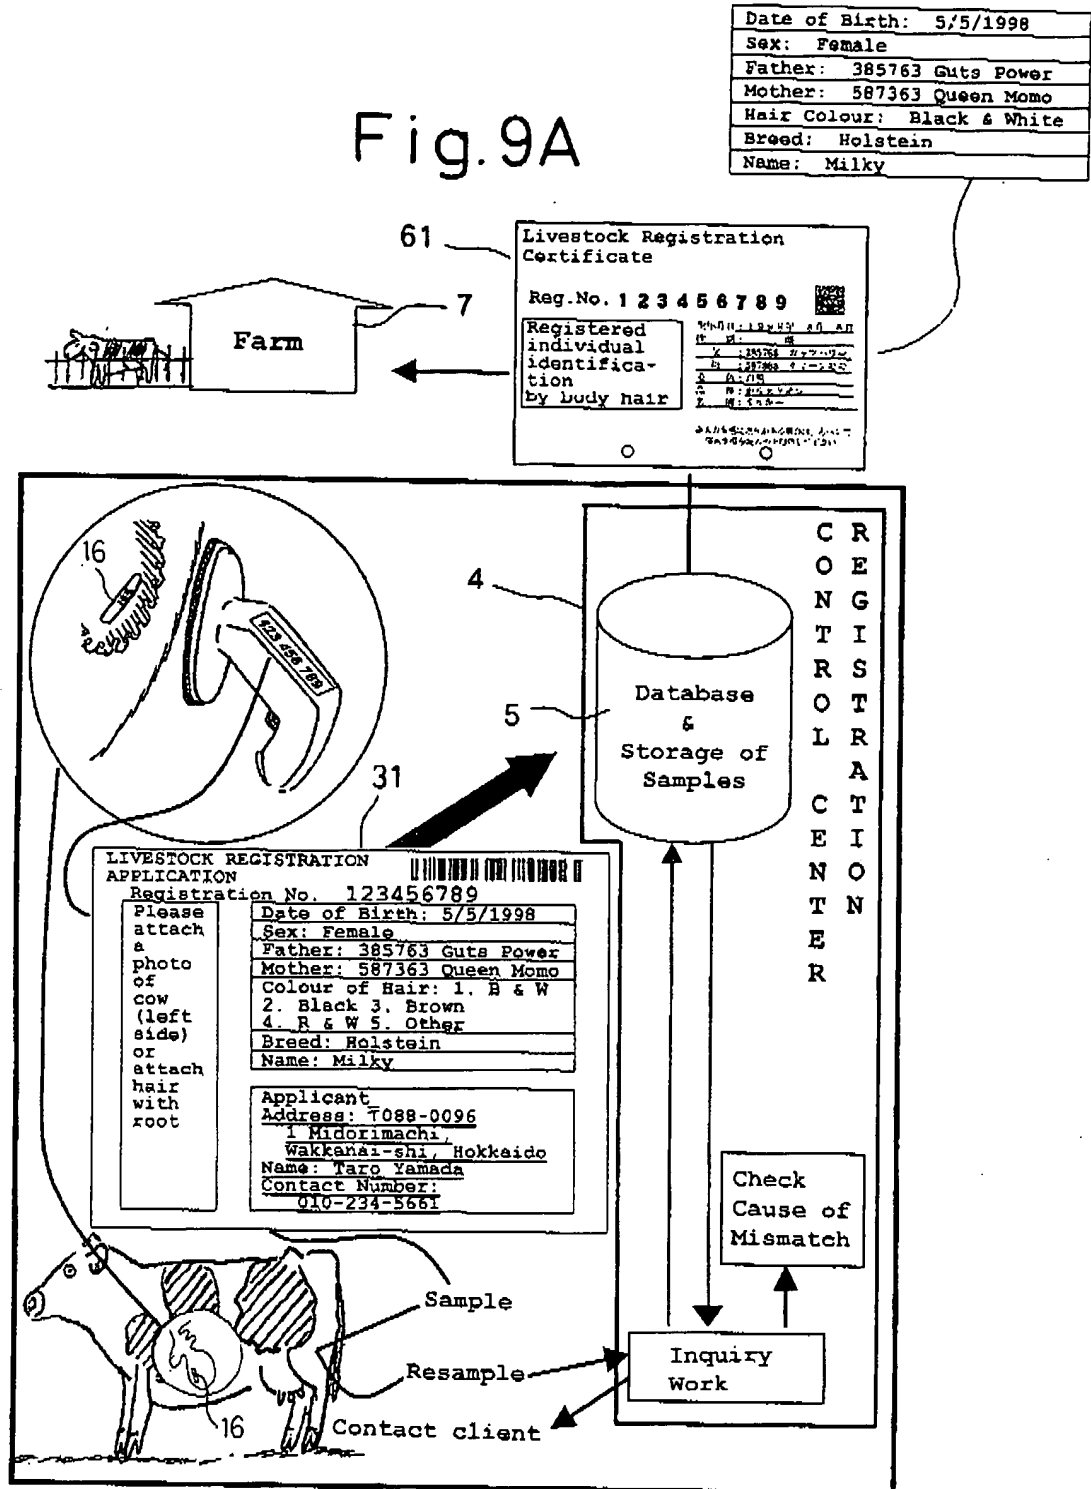 Date of Birth: 5/5/1998
Sex: Female
Father: 385763 Guts Power
Mother: 587363 Queen Momo
Hair Colour: Black & White
Breed: Holstein
Name: Milky
Fig.9A
61
Livestock Registration
Certificate
Reg.No. 123456789
Registered
individual
identifica-
tion
by body hair
7
Farm
16
123 456 789
4
5
Database
&
Storage of
Samples
REGISTRATION
CONTROL CENTER
31
LIVESTOCK REGISTRATION
APPLICATION
Registration No. 123456789
Please
attach
a
photo
of
cow
(left
side)
or
attach
hair
with
root
Date of Birth: 5/5/1998
Sex: Female
Father: 385763 Guts Power
Mother: 587363 Queen Momo
Colour of Hair: 1. B & W
2. Black 3. Brown
4. R & W 5. Other
Breed: Holstein
Name: Milky
Applicant
Address: 〒088-0096
1 Midorimachi,
Wakkanai-shi, Hokkaido
Name: Taro Yamada
Contact Number:
010-234-5661
Check
Cause of
Mismatch
Sample
Resample
Inquiry
Work
Contact client
16